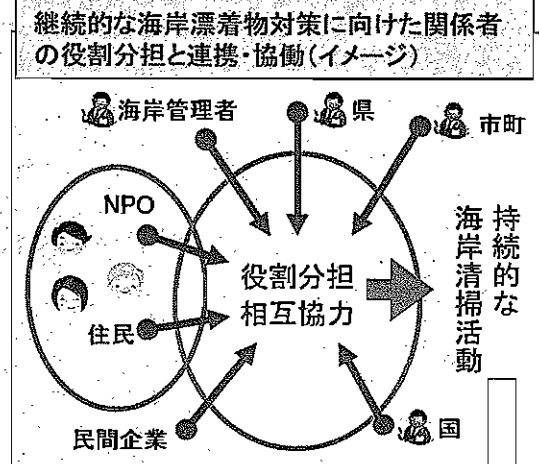 継続的な海岸漂着物対策に向けた関係者
の役割分担と連携・協働(イメージ)
海岸管理者
県
市町
NPO
住民
民間企業
国
役割分担
相互協力
持続的な
海岸清掃活動